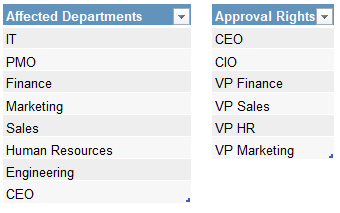 Affected Departments
IT
PMO
Finance
Marketing
Sales
Human Resources
Engineering
CEO
Approval Rights
CEO
CIO
VP Finance
VP Sales
VP HR
VP Marketing